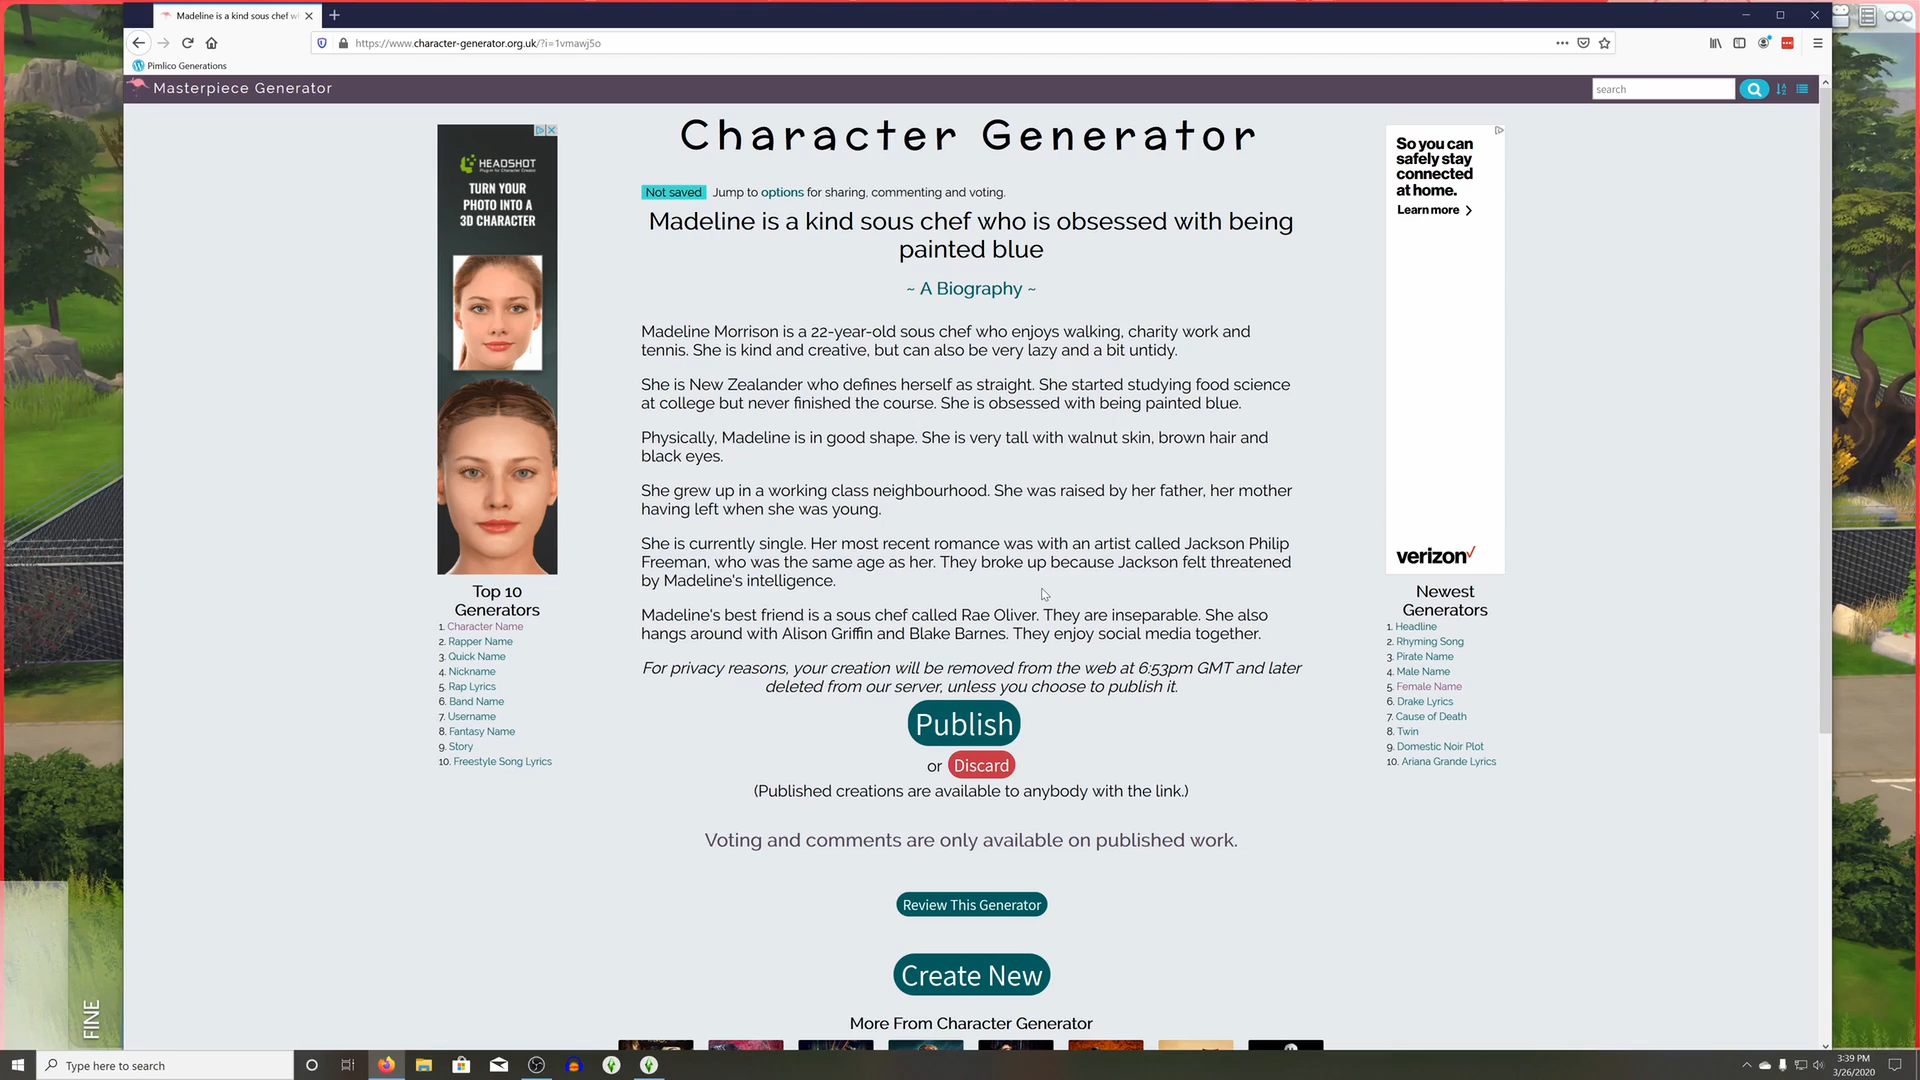 Madeline is a kind sous chef w
https://www.character-generator.org.uk/?i=1vmawj5o
Pimlico Generations
Masterpiece Generator
search
Character Generator
HEADSHOT
Plug-in for Character Creator
TURN YOUR
PHOTO INTO A
3D CHARACTER
Not saved Jump to options for sharing, commenting and voting.
Madeline is a kind sous chef who is obsessed with being
painted blue
~ A Biography ~
Madeline Morrison is a 22-year-old sous chef who enjoys walking, charity work and
tennis. She is kind and creative, but can also be very lazy and a bit untidy.
She is New Zealander who defines herself as straight. She started studying food science
at college but never finished the course. She is obsessed with being painted blue.
Physically, Madeline is in good shape. She is very tall with walnut skin, brown hair and
black eyes.
She grew up in a working class neighbourhood. She was raised by her father, her mother
having left when she was young.
She is currently single. Her most recent romance was with an artist called Jackson Philip
Freeman, who was the same age as her. They broke up because Jackson felt threatened
by Madeline's intelligence.
Madeline's best friend is a sous chef called Rae Oliver. They are inseparable. She also
hangs around with Alison Griffin and Blake Barnes. They enjoy social media together.
For privacy reasons, your creation will be removed from the web at 6:53pm GMT and later
deleted from our server, unless you choose to publish it.
Publish
or Discard
(Published creations are available to anybody with the link.)
Voting and comments are only available on published work.
Review This Generator
Create New
More From Character Generator
Top 10
Generators
1. Character Name
2. Rapper Name
3. Quick Name
4. Nickname
5. Rap Lyrics
6. Band Name
7. Username
8. Fantasy Name
9. Story
10. Freestyle Song Lyrics
So you can
safely stay
connected
at home.
Learn more
verizon
Newest
Generators
1. Headline
2. Rhyming Song
3. Pirate Name
4. Male Name
5. Female Name
6. Drake Lyrics
7. Cause of Death
8. Twin
9. Domestic Noir Plot
10. Ariana Grande Lyrics
FINE
Type here to search
3:39 PM
3/26/2020